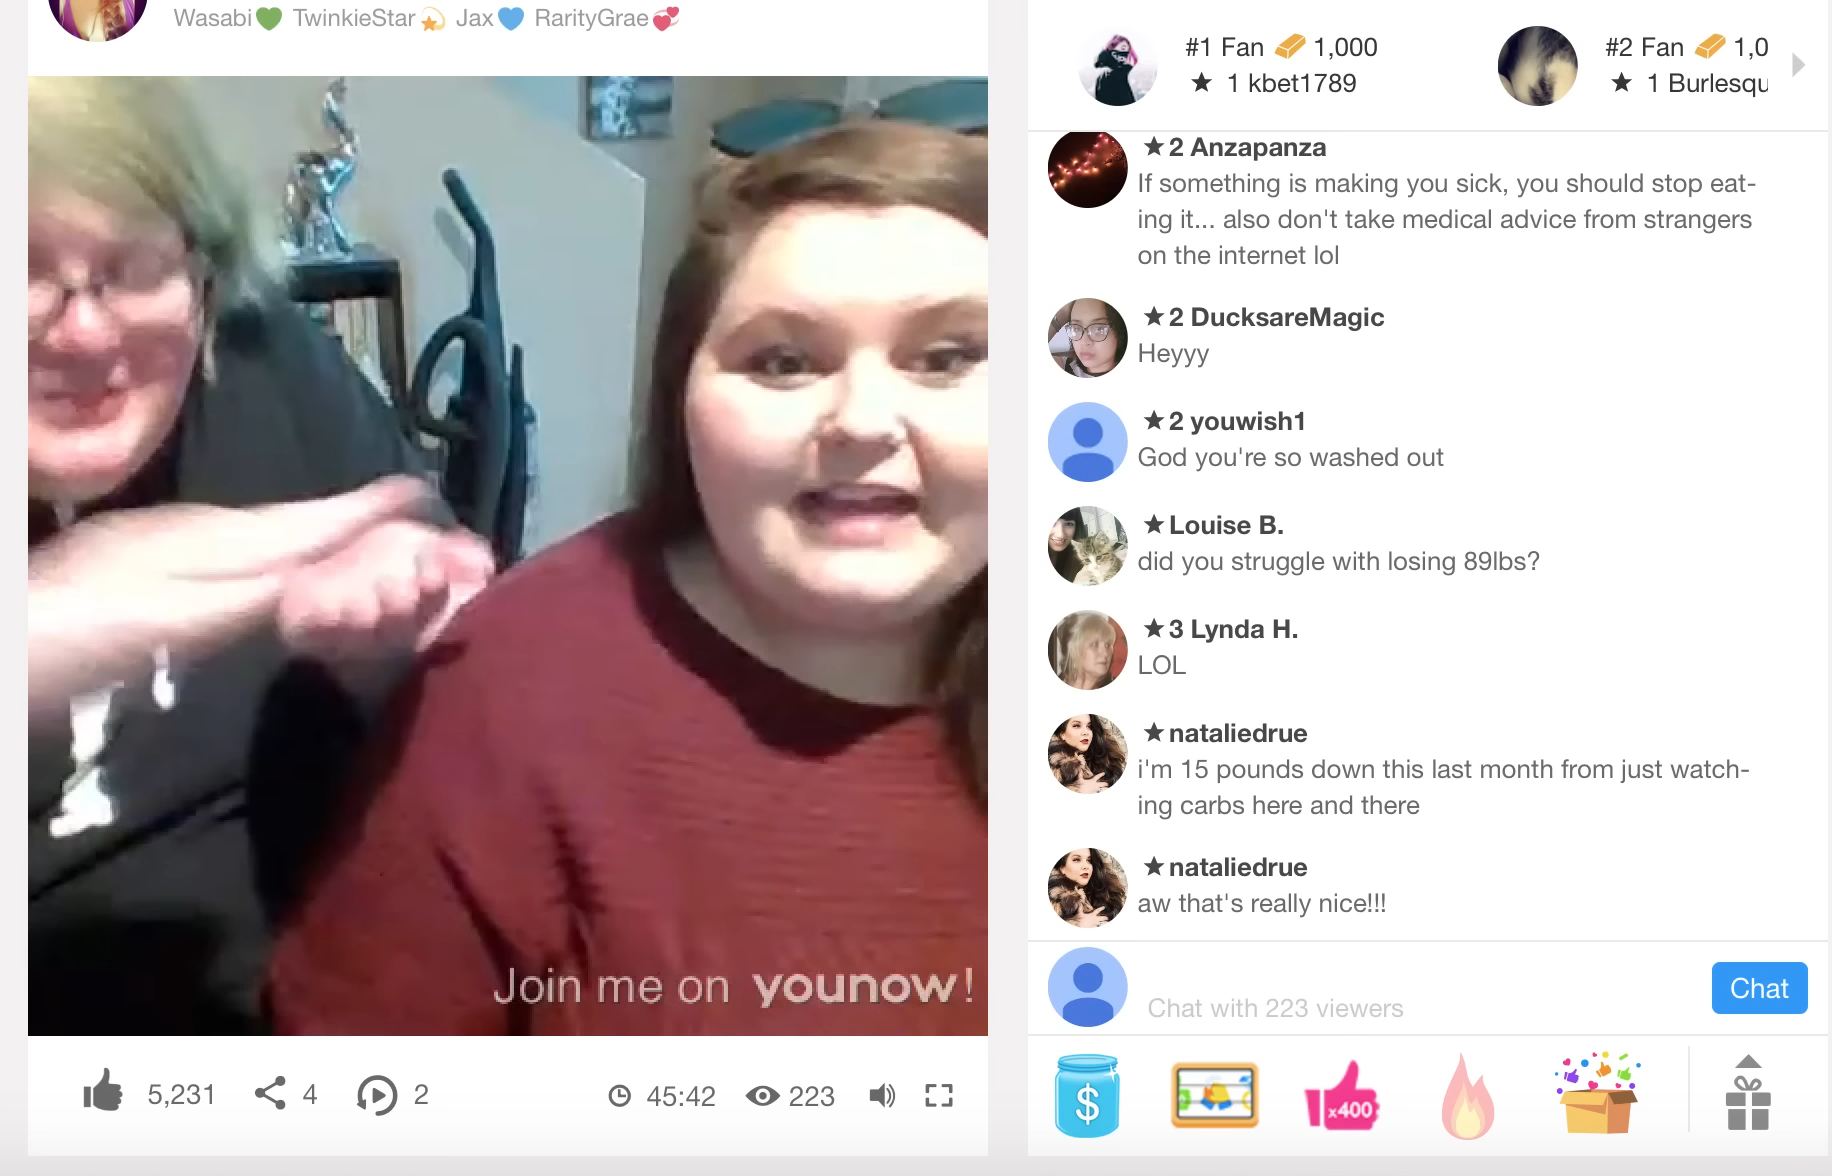 Wasabi💚 TwinkieStar💫 Jax💙 RarityGrae💞
#1 Fan 1,000
★ 1 kbet1789
#2 Fan 1,0
★ 1 Burlesqu
★2 Anzapanza
If something is making you sick, you should stop eat-
ing it... also don't take medical advice from strangers
on the internet lol
★2 DucksareMagic
Heyyy
★2 youwish1
God you're so washed out
★Louise B.
did you struggle with losing 89lbs?
★3 Lynda H.
LOL
★nataliedrue
i'm 15 pounds down this last month from just watch-
ing carbs here and there
★nataliedrue
aw that's really nice!!!
Join me on younow!
Chat with 223 viewers
Chat
5,231 4 2 45:42 223
$
x400